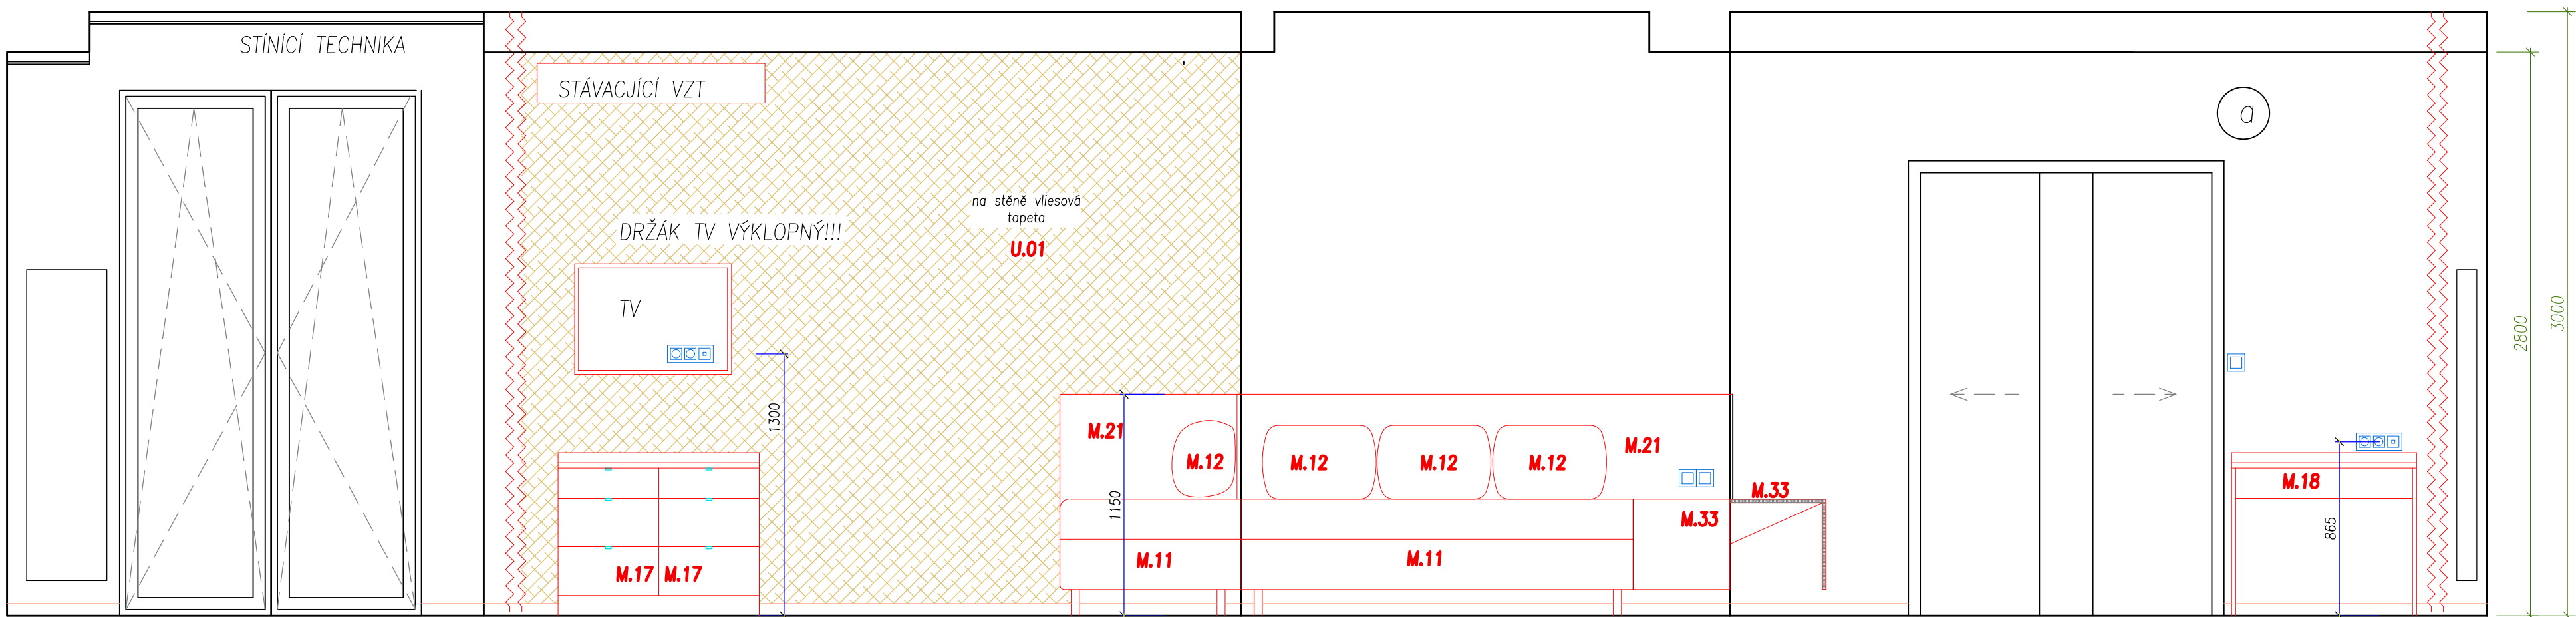 STÍNÍCÍ TECHNIKA
STÁVACJÍCÍ VZT
a
na stěně vliesová
tapeta
U.01
DRŽÁK TV VÝKLOPNÝ!!!
TV
3000
2800
1300
M.21
M.12
M.12
M.12
M.12
M.21
1150
M.33
M.33
M.18
865
M.11
M.11
M.17
M.17